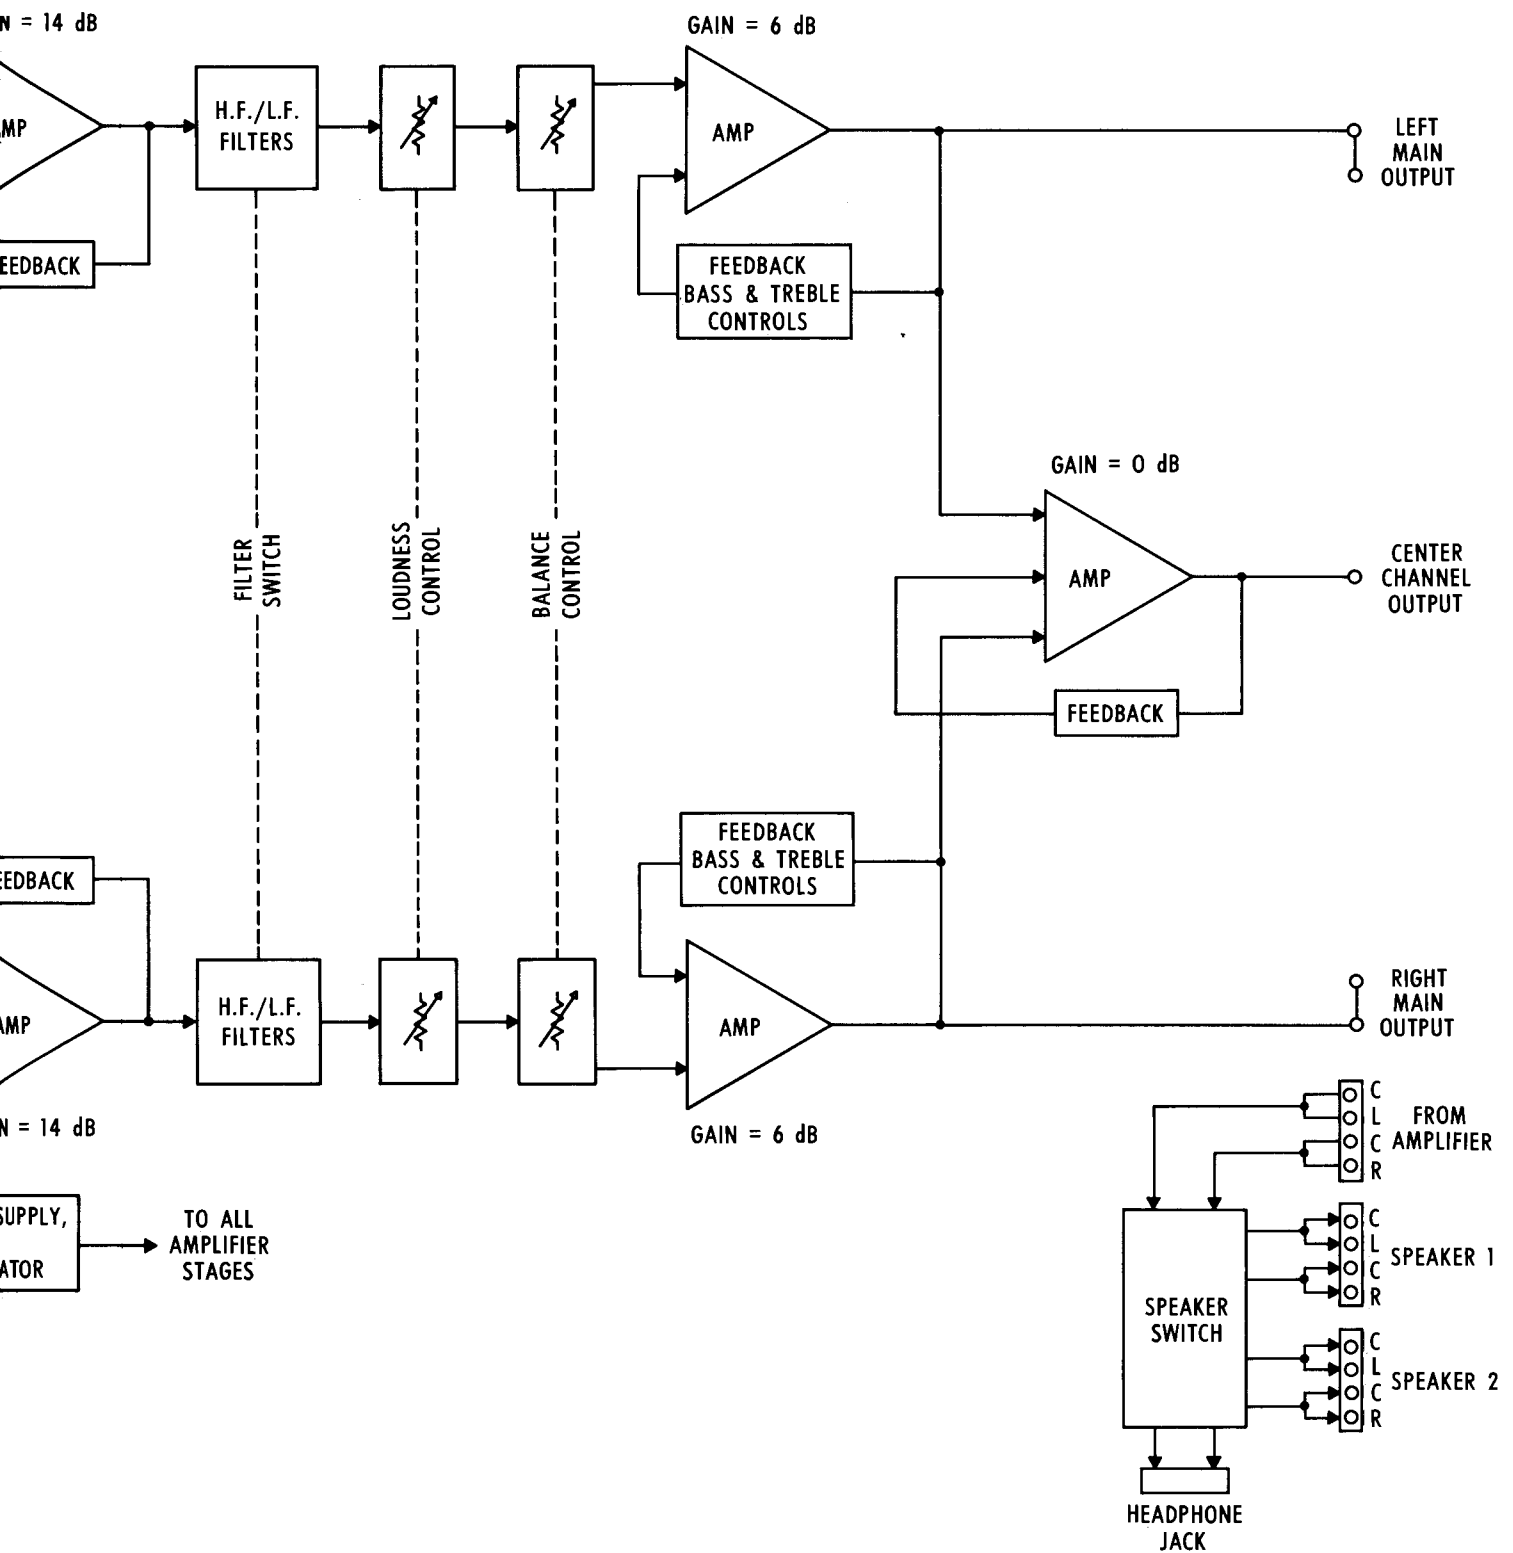 N = 14 dB
GAIN = 6 dB
H.F./L.F.
FILTERS
MP
AMP
LEFT
MAIN
OUTPUT
EEDBACK
FEEDBACK
BASS & TREBLE
CONTROLS
GAIN = 0 dB
FILTER
SWITCH
LOUDNESS
CONTROL
BALANCE
CONTROL
AMP
CENTER
CHANNEL
OUTPUT
FEEDBACK
FEEDBACK
BASS & TREBLE
CONTROLS
EEDBACK
AMP
H.F./L.F.
FILTERS
AMP
RIGHT
MAIN
OUTPUT
N = 14 dB
GAIN = 6 dB
C
L
C
R
FROM
AMPLIFIER
SUPPLY,
ATOR
TO ALL
AMPLIFIER
STAGES
C
L
C
R
SPEAKER 1
SPEAKER
SWITCH
C
L
C
R
SPEAKER 2
HEADPHONE
JACK